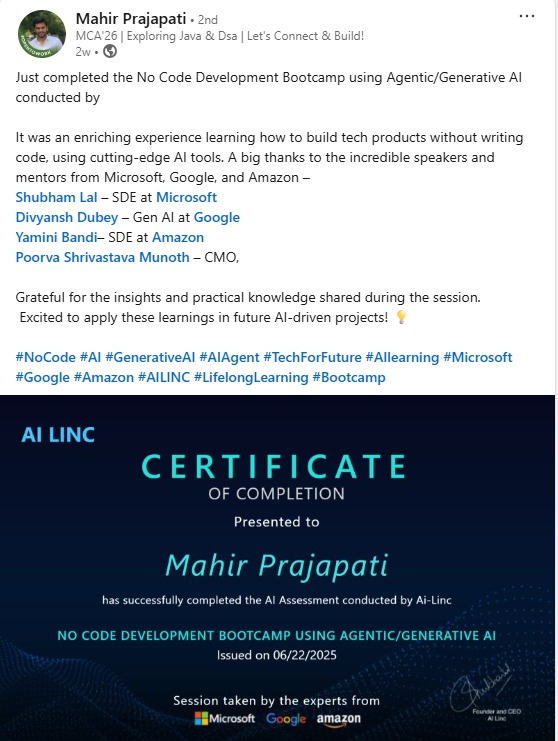 Mahir Prajapati • 2nd
MCA'26 | Exploring Java & Dsa | Let's Connect & Build!
2w •
Just completed the No Code Development Bootcamp using Agentic/Generative AI
conducted by
It was an enriching experience learning how to build tech products without writing
code, using cutting-edge AI tools. A big thanks to the incredible speakers and
mentors from Microsoft, Google, and Amazon –
Shubham Lal – SDE at Microsoft
Divyansh Dubey – Gen AI at Google
Yamini Bandi– SDE at Amazon
Poorva Shrivastava Munoth – CMO,
Grateful for the insights and practical knowledge shared during the session.
Excited to apply these learnings in future AI-driven projects! 💡
#NoCode #AI #GenerativeAI #AIAgent #TechForFuture #AIlearning #Microsoft
#Google #Amazon #AILINC #LifelongLearning #Bootcamp
AI LINC
CERTIFICATE
OF COMPLETION
Presented to
Mahir Prajapati
has successfully completed the AI Assessment conducted by Ai-Linc
NO CODE DEVELOPMENT BOOTCAMP USING AGENTIC/GENERATIVE AI
Issued on 06/22/2025
Session taken by the experts from
Microsoft Google amazon
Founder and CEO
AI Linc